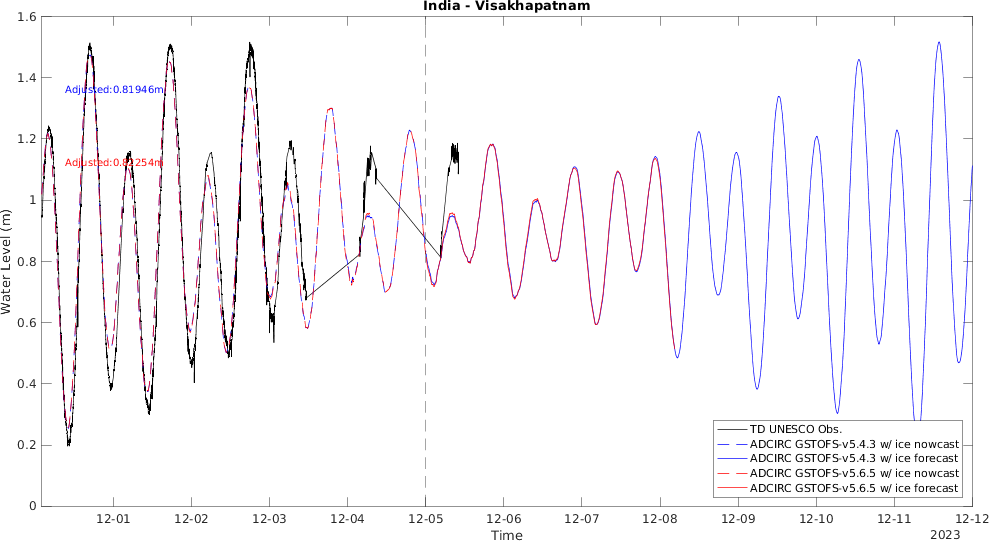 India - Visakhapatnam
1.6
1.4
1.2
1
0.8
0.6
0.4
0.2
0
Water Level (m)
Adjusted:0.81946m
Adjusted:0.82254m
TD UNESCO Obs.
ADCIRC GSTOFS-v5.4.3 w/ ice nowcast
ADCIRC GSTOFS-v5.4.3 w/ ice forecast
ADCIRC GSTOFS-v5.6.5 w/ ice nowcast
ADCIRC GSTOFS-v5.6.5 w/ ice forecast
12-01 12-02 12-03 12-04 12-05 12-06 12-07 12-08 12-09 12-10 12-11 12-12
2023
Time